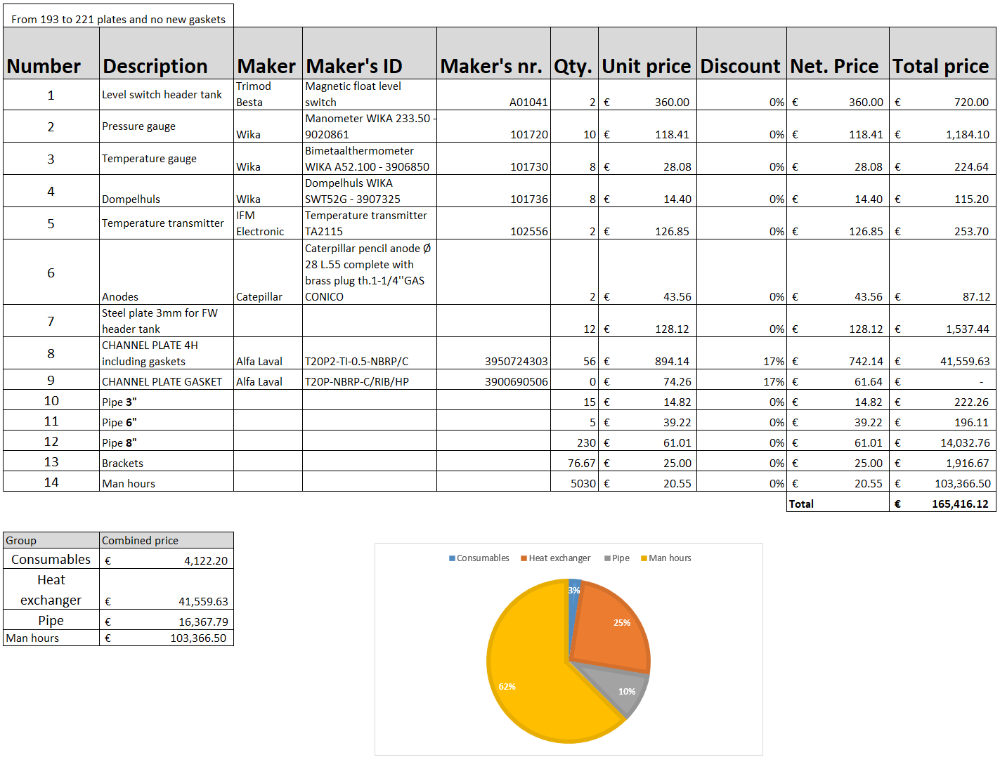 From 193 to 221 plates and no new gaskets
Number Description Maker Maker's ID Maker's nr. Qty. Unit price Discount Net. Price Total price
1 Level switch header tank Trimod Besta Magnetic float level switch A01041 2 € 360.00 0% € 360.00 € 720.00
2 Pressure gauge Wika Manometer WIKA 233.50 - 9020861 101720 10 € 118.41 0% € 118.41 € 1,184.10
3 Temperature gauge Wika Bimetaalthermometer WIKA A52.100 - 3906850 101730 8 € 28.08 0% € 28.08 € 224.64
4 Dompelhuls Wika Dompelhuls WIKA SWT52G - 3907325 101736 8 € 14.40 0% € 14.40 € 115.20
5 Temperature transmitter IFM Electronic Temperature transmitter TA2115 102556 2 € 126.85 0% € 126.85 € 253.70
6 Anodes Catepillar Caterpillar pencil anode Ø 28 L.55 complete with brass plug th.1-1/4''GAS CONICO 2 € 43.56 0% € 43.56 € 87.12
7 Steel plate 3mm for FW header tank 12 € 128.12 0% € 128.12 € 1,537.44
8 CHANNEL PLATE 4H including gaskets Alfa Laval T20P2-TI-0.5-NBRP/C 3950724303 56 € 894.14 17% € 742.14 € 41,559.63
9 CHANNEL PLATE GASKET Alfa Laval T20P-NBRP-C/RIB/HP 3900690506 0 € 74.26 17% € 61.64 € -
10 Pipe 3" 15 € 14.82 0% € 14.82 € 222.26
11 Pipe 6" 5 € 39.22 0% € 39.22 € 196.11
12 Pipe 8" 230 € 61.01 0% € 61.01 € 14,032.76
13 Brackets 76.67 € 25.00 0% € 25.00 € 1,916.67
14 Man hours 5030 € 20.55 0% € 20.55 € 103,366.50
Total € 165,416.12
Group Combined price
Consumables € 4,122.20
Heat exchanger € 41,559.63
Pipe € 16,367.79
Man hours € 103,366.50
Consumables Heat exchanger Pipe Man hours
3%
25%
10%
62%